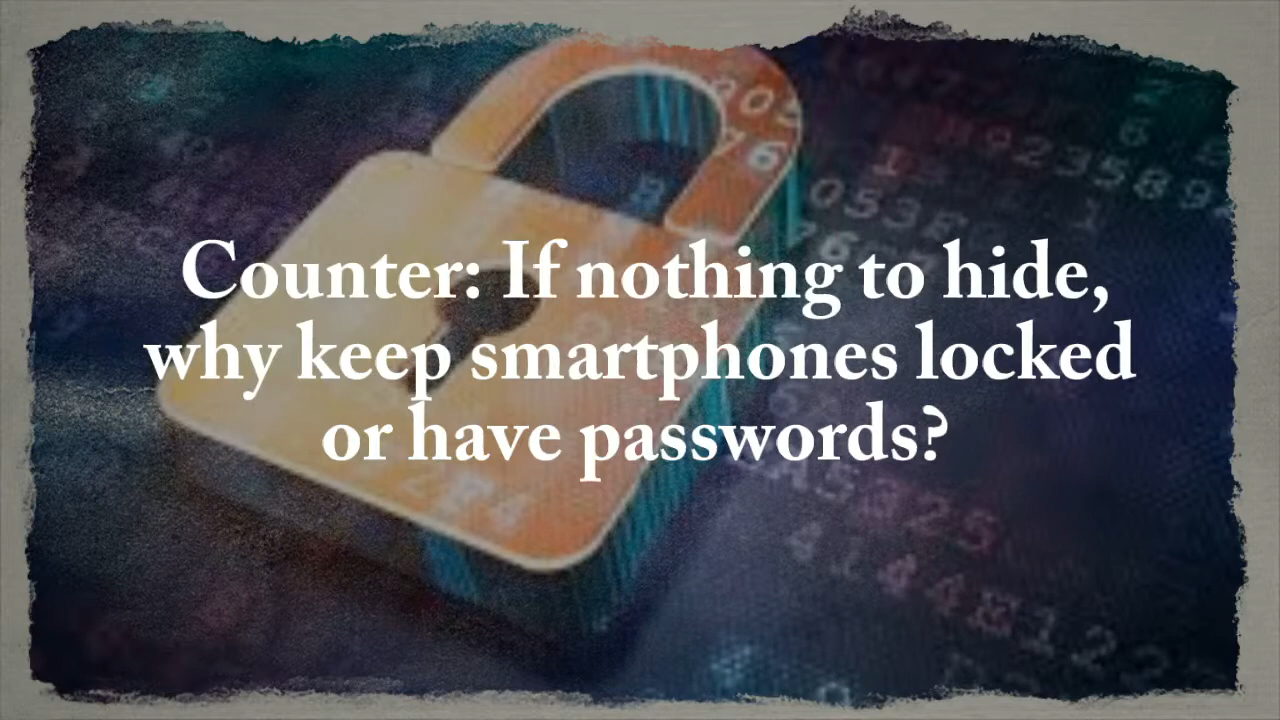 Counter: If nothing to hide,
why keep smartphones locked
or have passwords?